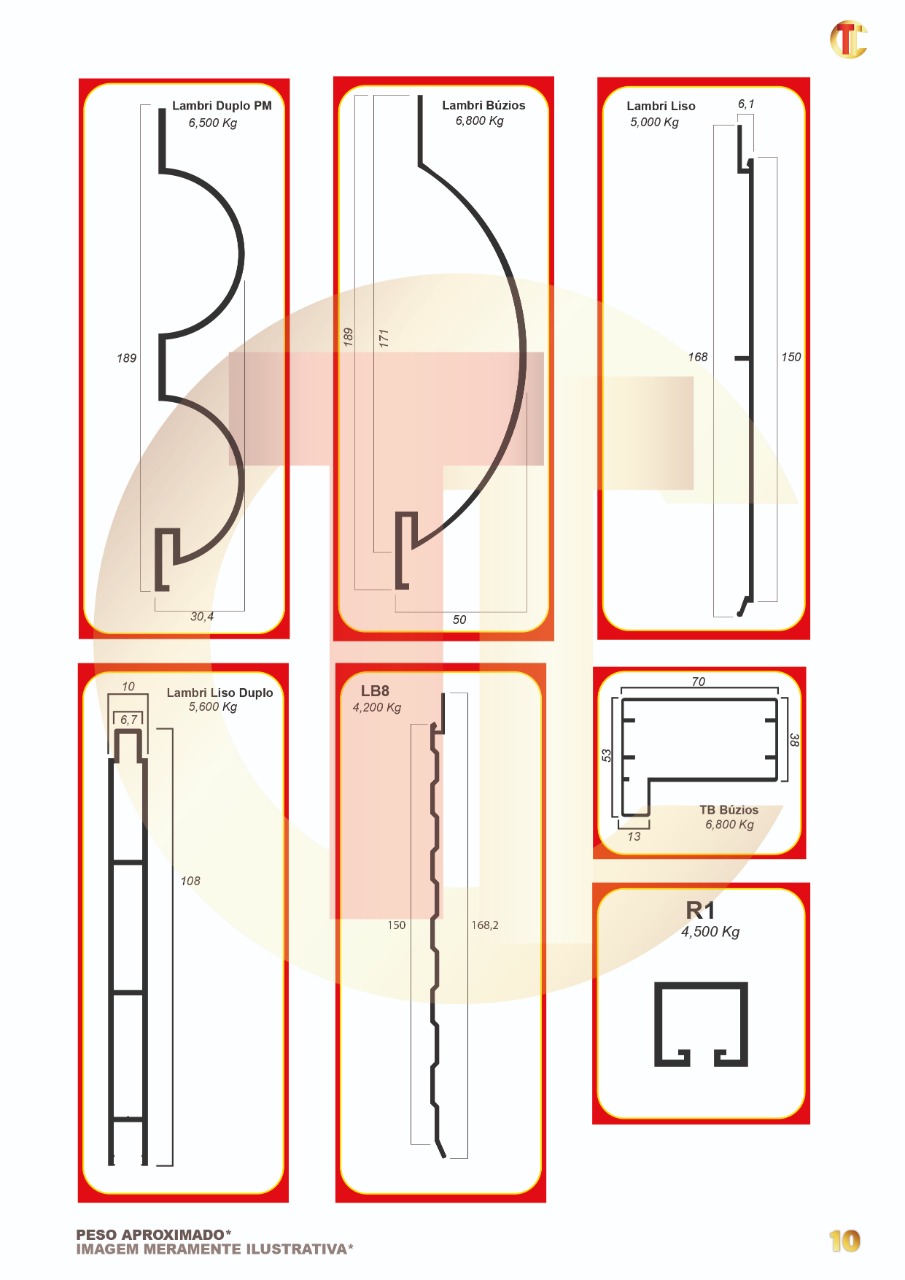 TC
Lambri Duplo PM
6,500 Kg
189
30,4
Lambri Búzios
6,800 Kg
189
171
50
Lambri Liso
5,000 Kg
6,1
168
150
10
6,7
Lambri Liso Duplo
5,600 Kg
108
LB8
4,200 Kg
150
168,2
70
53
38
13
TB Búzios
6,800 Kg
R1
4,500 Kg
PESO APROXIMADO*
IMAGEM MERAMENTE ILUSTRATIVA*
10